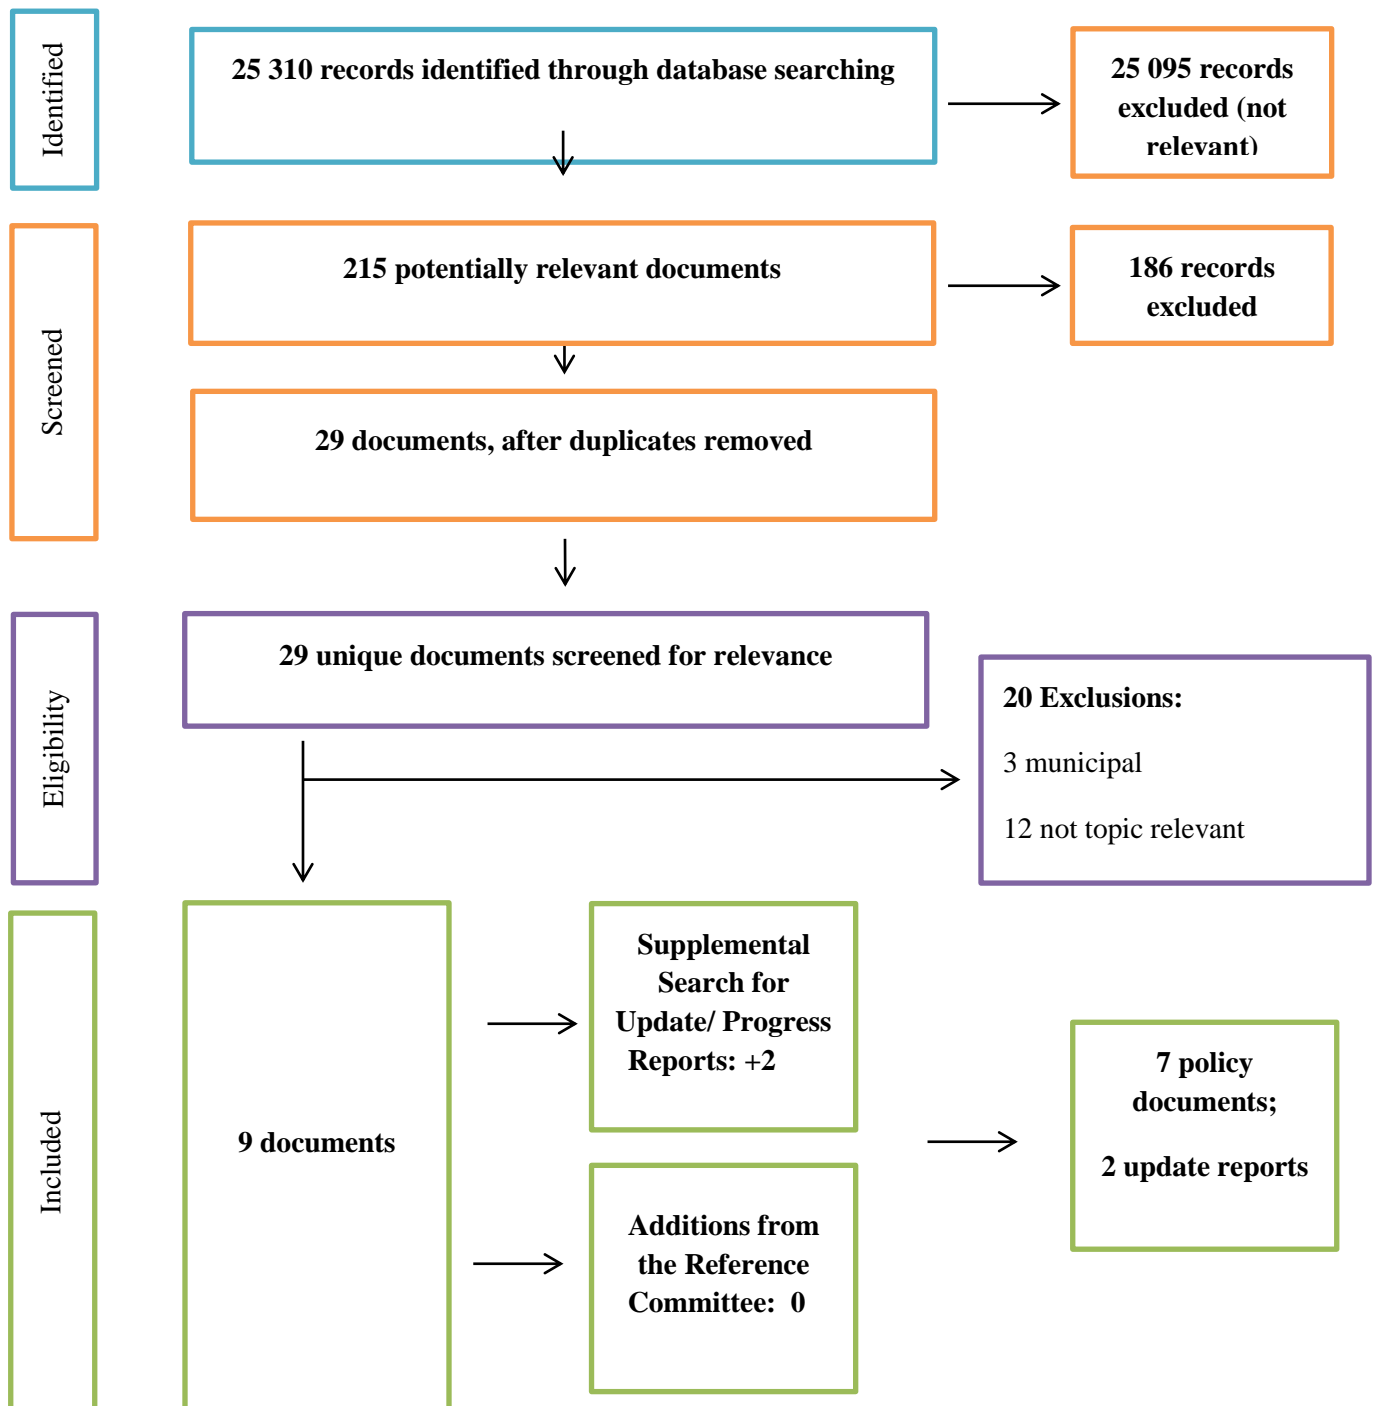 Identified
25 310 records identified through database searching
25 095 records
excluded (not
relevant)
Screened
215 potentially relevant documents
186 records
excluded
29 documents, after duplicates removed
Eligibility
29 unique documents screened for relevance
20 Exclusions:
3 municipal
12 not topic relevant
Included
9 documents
Supplemental
Search for
Update/ Progress
Reports: +2
Additions from
the Reference
Committee:  0
7 policy
documents;
2 update reports